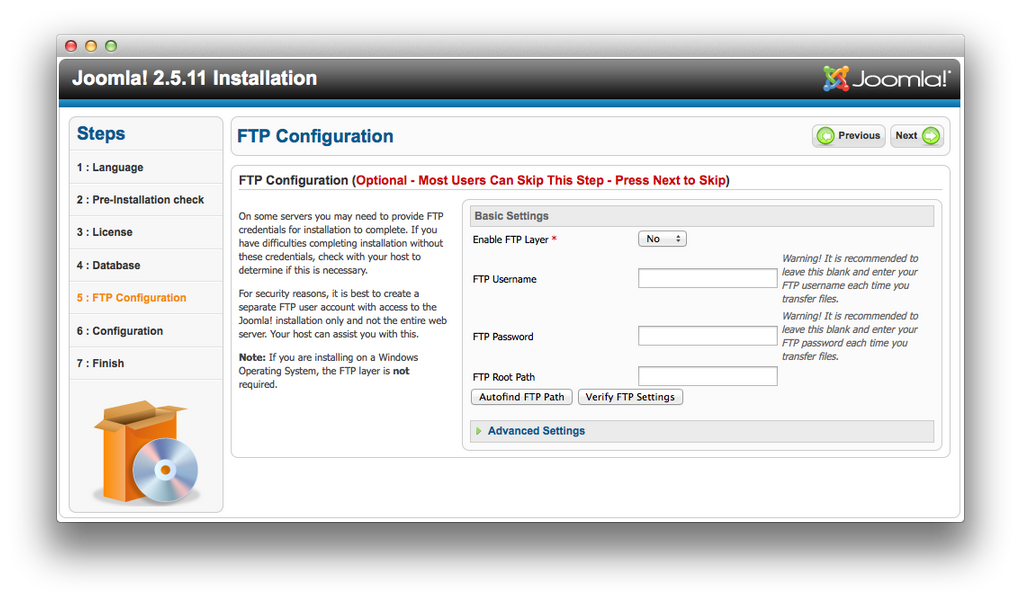 Joomla! 2.5.11 Installation
Joomla!®
Steps
1 : Language
2 : Pre-Installation check
3 : License
4 : Database
5 : FTP Configuration
6 : Configuration
7 : Finish
FTP Configuration
Previous
Next
FTP Configuration (Optional - Most Users Can Skip This Step - Press Next to Skip)
On some servers you may need to provide FTP
credentials for installation to complete. If you
have difficulties completing installation without
these credentials, check with your host to
determine if this is necessary.
For security reasons, it is best to create a
separate FTP user account with access to the
Joomla! installation only and not the entire web
server. Your host can assist you with this.
Note: If you are installing on a Windows
Operating System, the FTP layer is not
required.
Basic Settings
Enable FTP Layer *
No
FTP Username
Warning! It is recommended to
leave this blank and enter your
FTP username each time you
transfer files.
FTP Password
Warning! It is recommended to
leave this blank and enter your
FTP password each time you
transfer files.
FTP Root Path
Autofind FTP Path
Verify FTP Settings
Advanced Settings